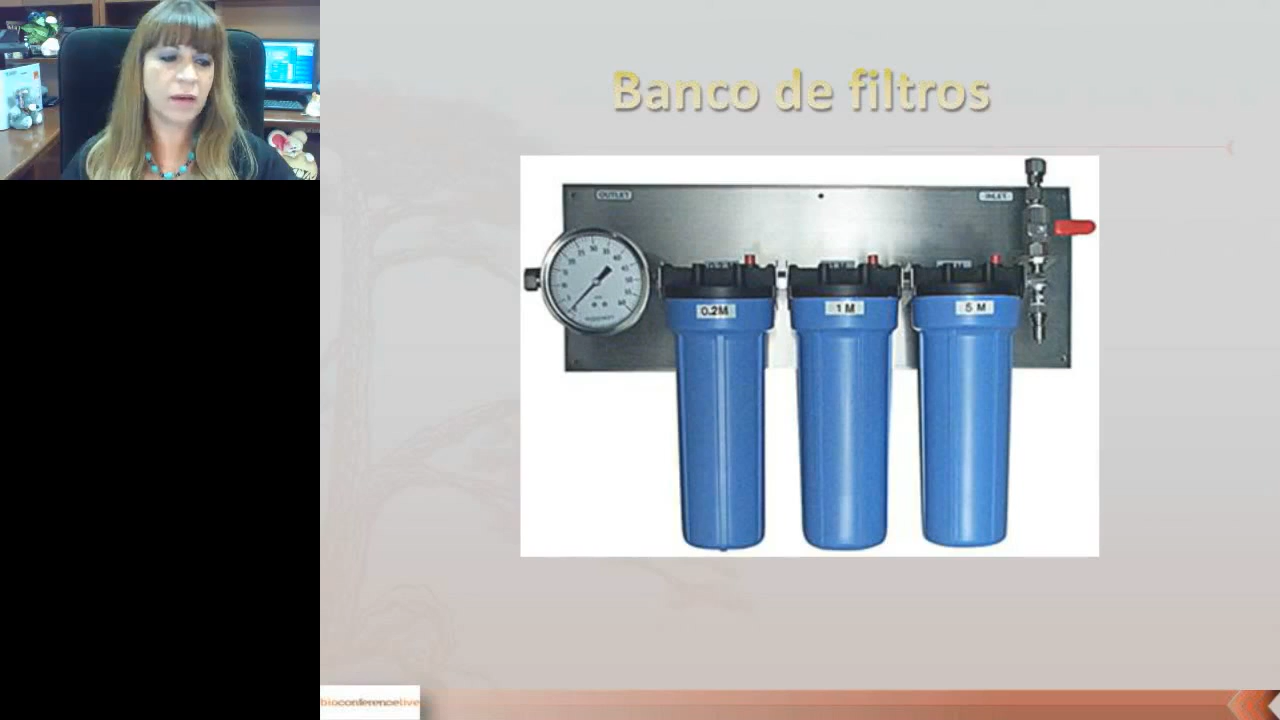 Banco de filtros
OUTLET
INLET
0.2M
1 M
5 M
bioconferencelive